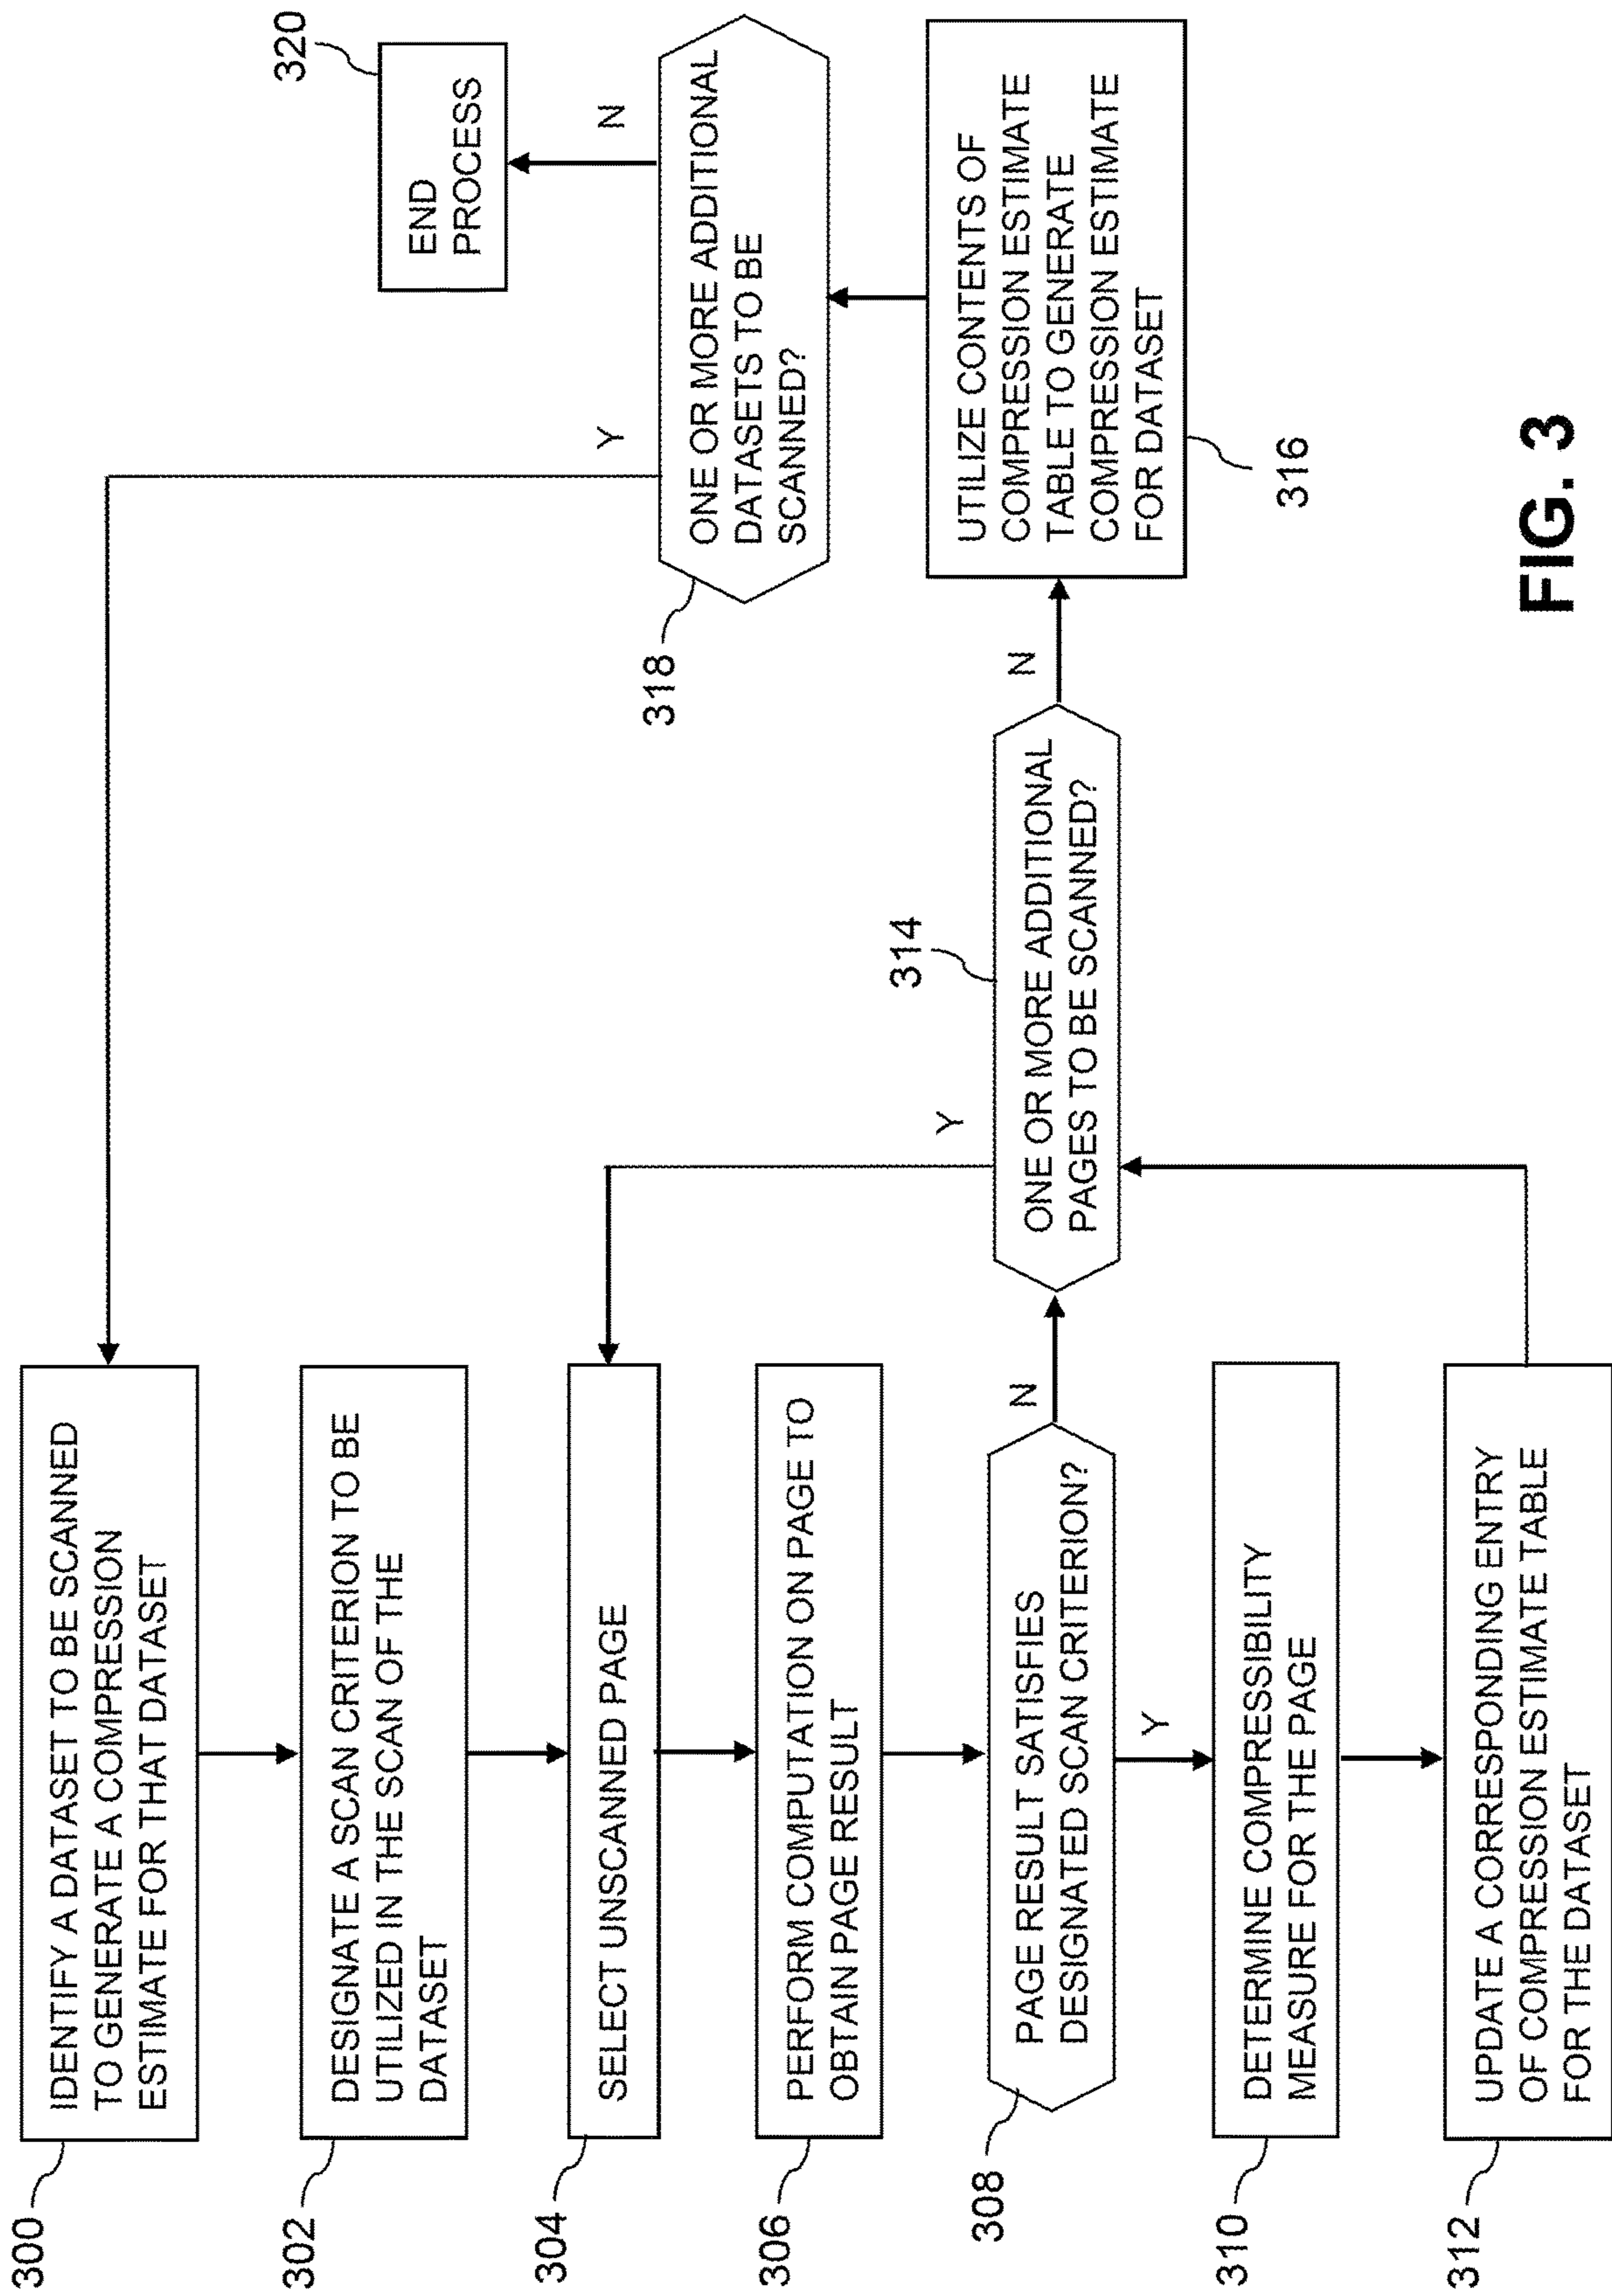 300
IDENTIFY A DATASET TO BE SCANNED
TO GENERATE A COMPRESSION
ESTIMATE FOR THAT DATASET
302
DESIGNATE A SCAN CRITERION TO BE
UTILIZED IN THE SCAN OF THE
DATASET
304
SELECT UNSCANNED PAGE
306
PERFORM COMPUTATION ON PAGE TO
OBTAIN PAGE RESULT
308
PAGE RESULT SATISFIES
DESIGNATED SCAN CRITERION?
N
Y
310
DETERMINE COMPRESSIBILITY
MEASURE FOR THE PAGE
312
UPDATE A CORRESPONDING ENTRY
OF COMPRESSION ESTIMATE TABLE
FOR THE DATASET
314
Y
ONE OR MORE ADDITIONAL
PAGES TO BE SCANNED?
N
316
UTILIZE CONTENTS OF
COMPRESSION ESTIMATE
TABLE TO GENERATE
COMPRESSION ESTIMATE
FOR DATASET
318
Y
ONE OR MORE ADDITIONAL
DATASETS TO BE
SCANNED?
N
320
END
PROCESS
FIG. 3